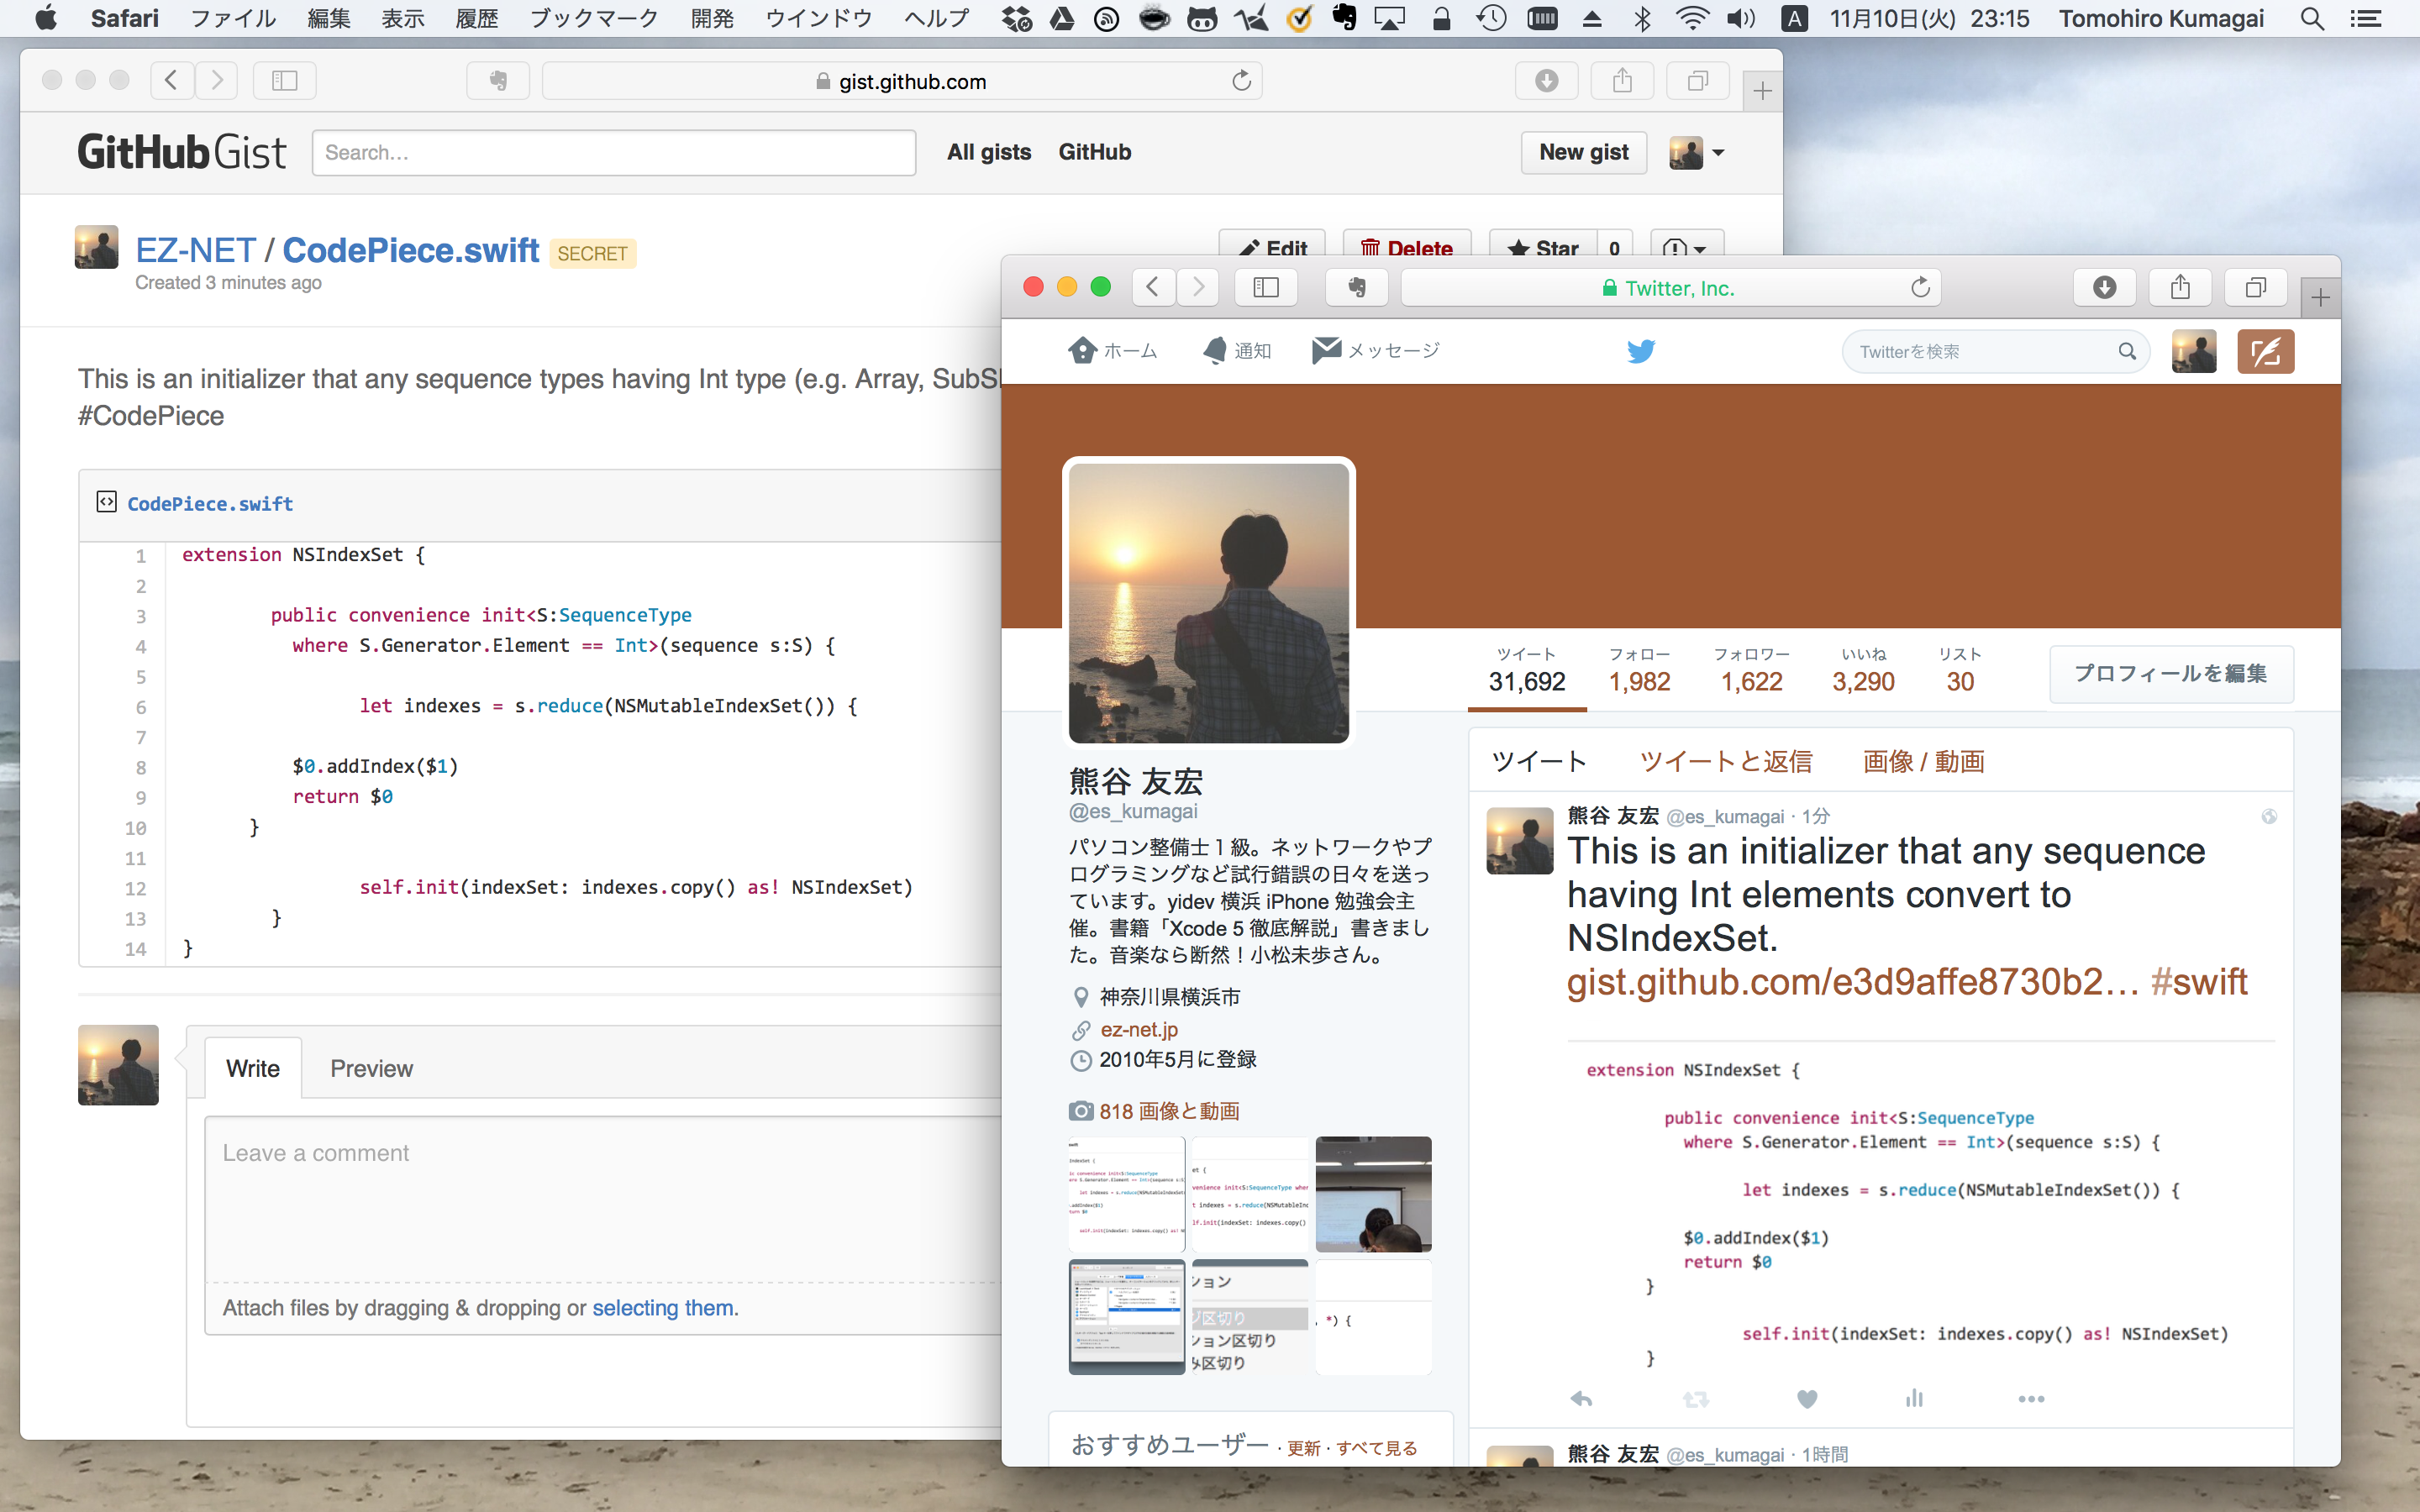 Safari ファイル 編集 表示 履歴 ブックマーク 開発 ウインドウ ヘルプ A 11月10日(火) 23:15 Tomohiro Kumagai
gist.github.com
GitHub Gist Search… All gists GitHub New gist
EZ-NET / CodePiece.swift SECRET
Created 3 minutes ago
Edit Delete Star 0
This is an initializer that any sequence types having Int type (e.g. Array, SubSl
#CodePiece
CodePiece.swift
1 extension NSIndexSet {
2
3 public convenience init<S:SequenceType
4 where S.Generator.Element == Int>(sequence s:S) {
5
6 let indexes = s.reduce(NSMutableIndexSet()) {
7
8 $0.addIndex($1)
9 return $0
10 }
11
12 self.init(indexSet: indexes.copy() as! NSIndexSet)
13 }
14 }
Write Preview
Leave a comment
Attach files by dragging & dropping or selecting them.
Twitter, Inc.
ホーム 通知 メッセージ Twitterを検索
ツイート フォロー フォロワー いいね リスト
31,692 1,982 1,622 3,290 30
プロフィールを編集
熊谷 友宏
@es_kumagai
パソコン整備士1級。ネットワークやプ
ログラミングなど試行錯誤の日々を送っ
ています。yidev 横浜 iPhone 勉強会主
催。書籍「Xcode 5 徹底解説」書きまし
た。音楽なら断然！小松未歩さん。
神奈川県横浜市
ez-net.jp
2010年5月に登録
818 画像と動画
ション
ジ区切り
ション区切り
み区切り
, *) {
おすすめユーザー · 更新 · すべて見る
ツイート ツイートと返信 画像 / 動画
熊谷 友宏 @es_kumagai · 1分
This is an initializer that any sequence
having Int elements convert to
NSIndexSet.
gist.github.com/e3d9affe8730b2… #swift
extension NSIndexSet {
public convenience init<S:SequenceType
where S.Generator.Element == Int>(sequence s:S) {
let indexes = s.reduce(NSMutableIndexSet()) {
$0.addIndex($1)
return $0
}
self.init(indexSet: indexes.copy() as! NSIndexSet)
}
熊谷 友宏 @es_kumagai · 1時間